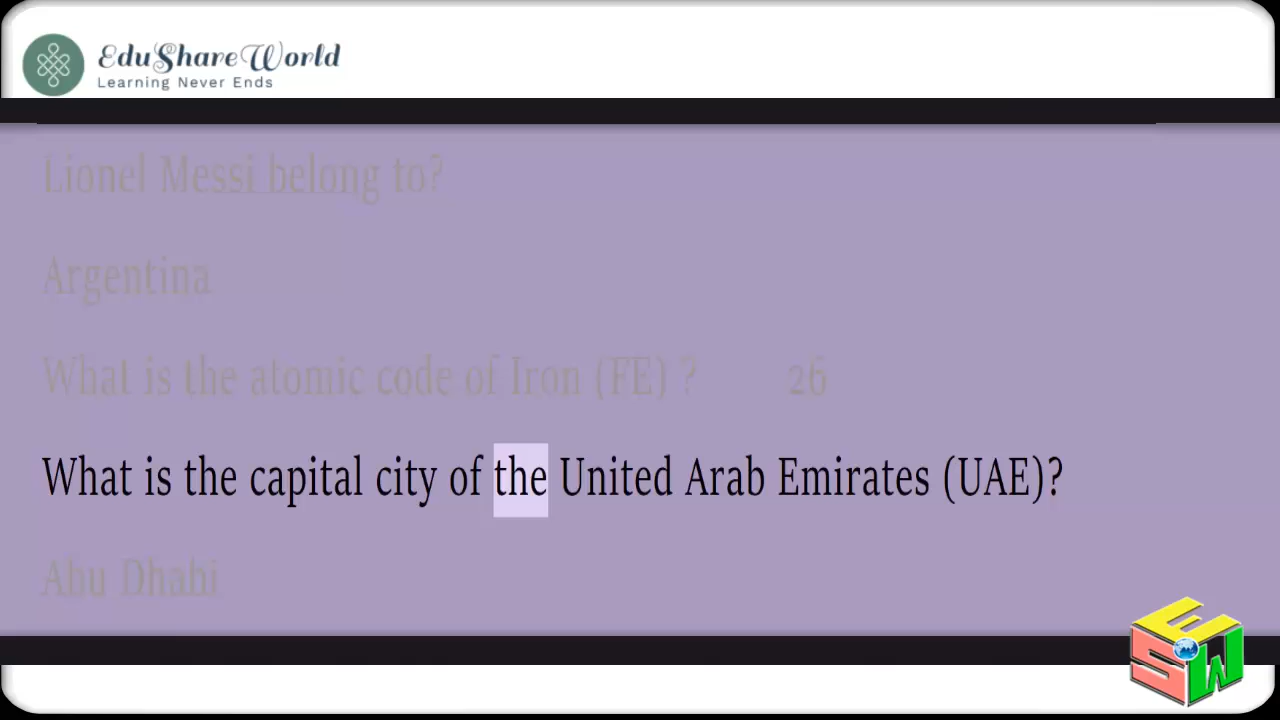 EduShareWorld
Learning Never Ends
Lionel Messi belong to?
Argentina
What is the atomic code of Iron (FE) ? 26
What is the capital city of the United Arab Emirates (UAE)?
Abu Dhabi
ESW